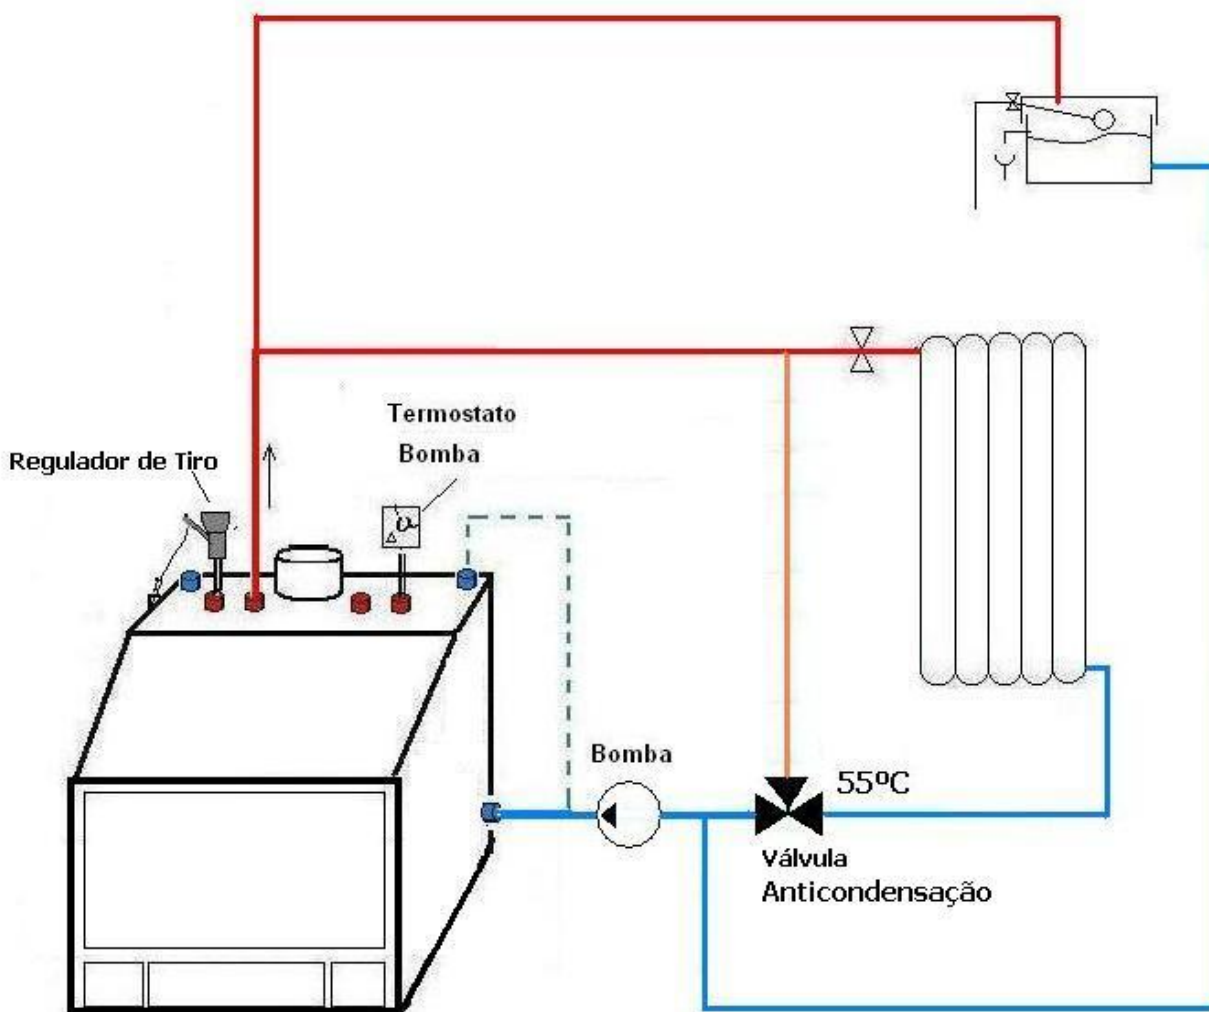 Termostato
Bomba
Regulador de Tiro
Bomba
55ºC
Válvula
Anticondensação